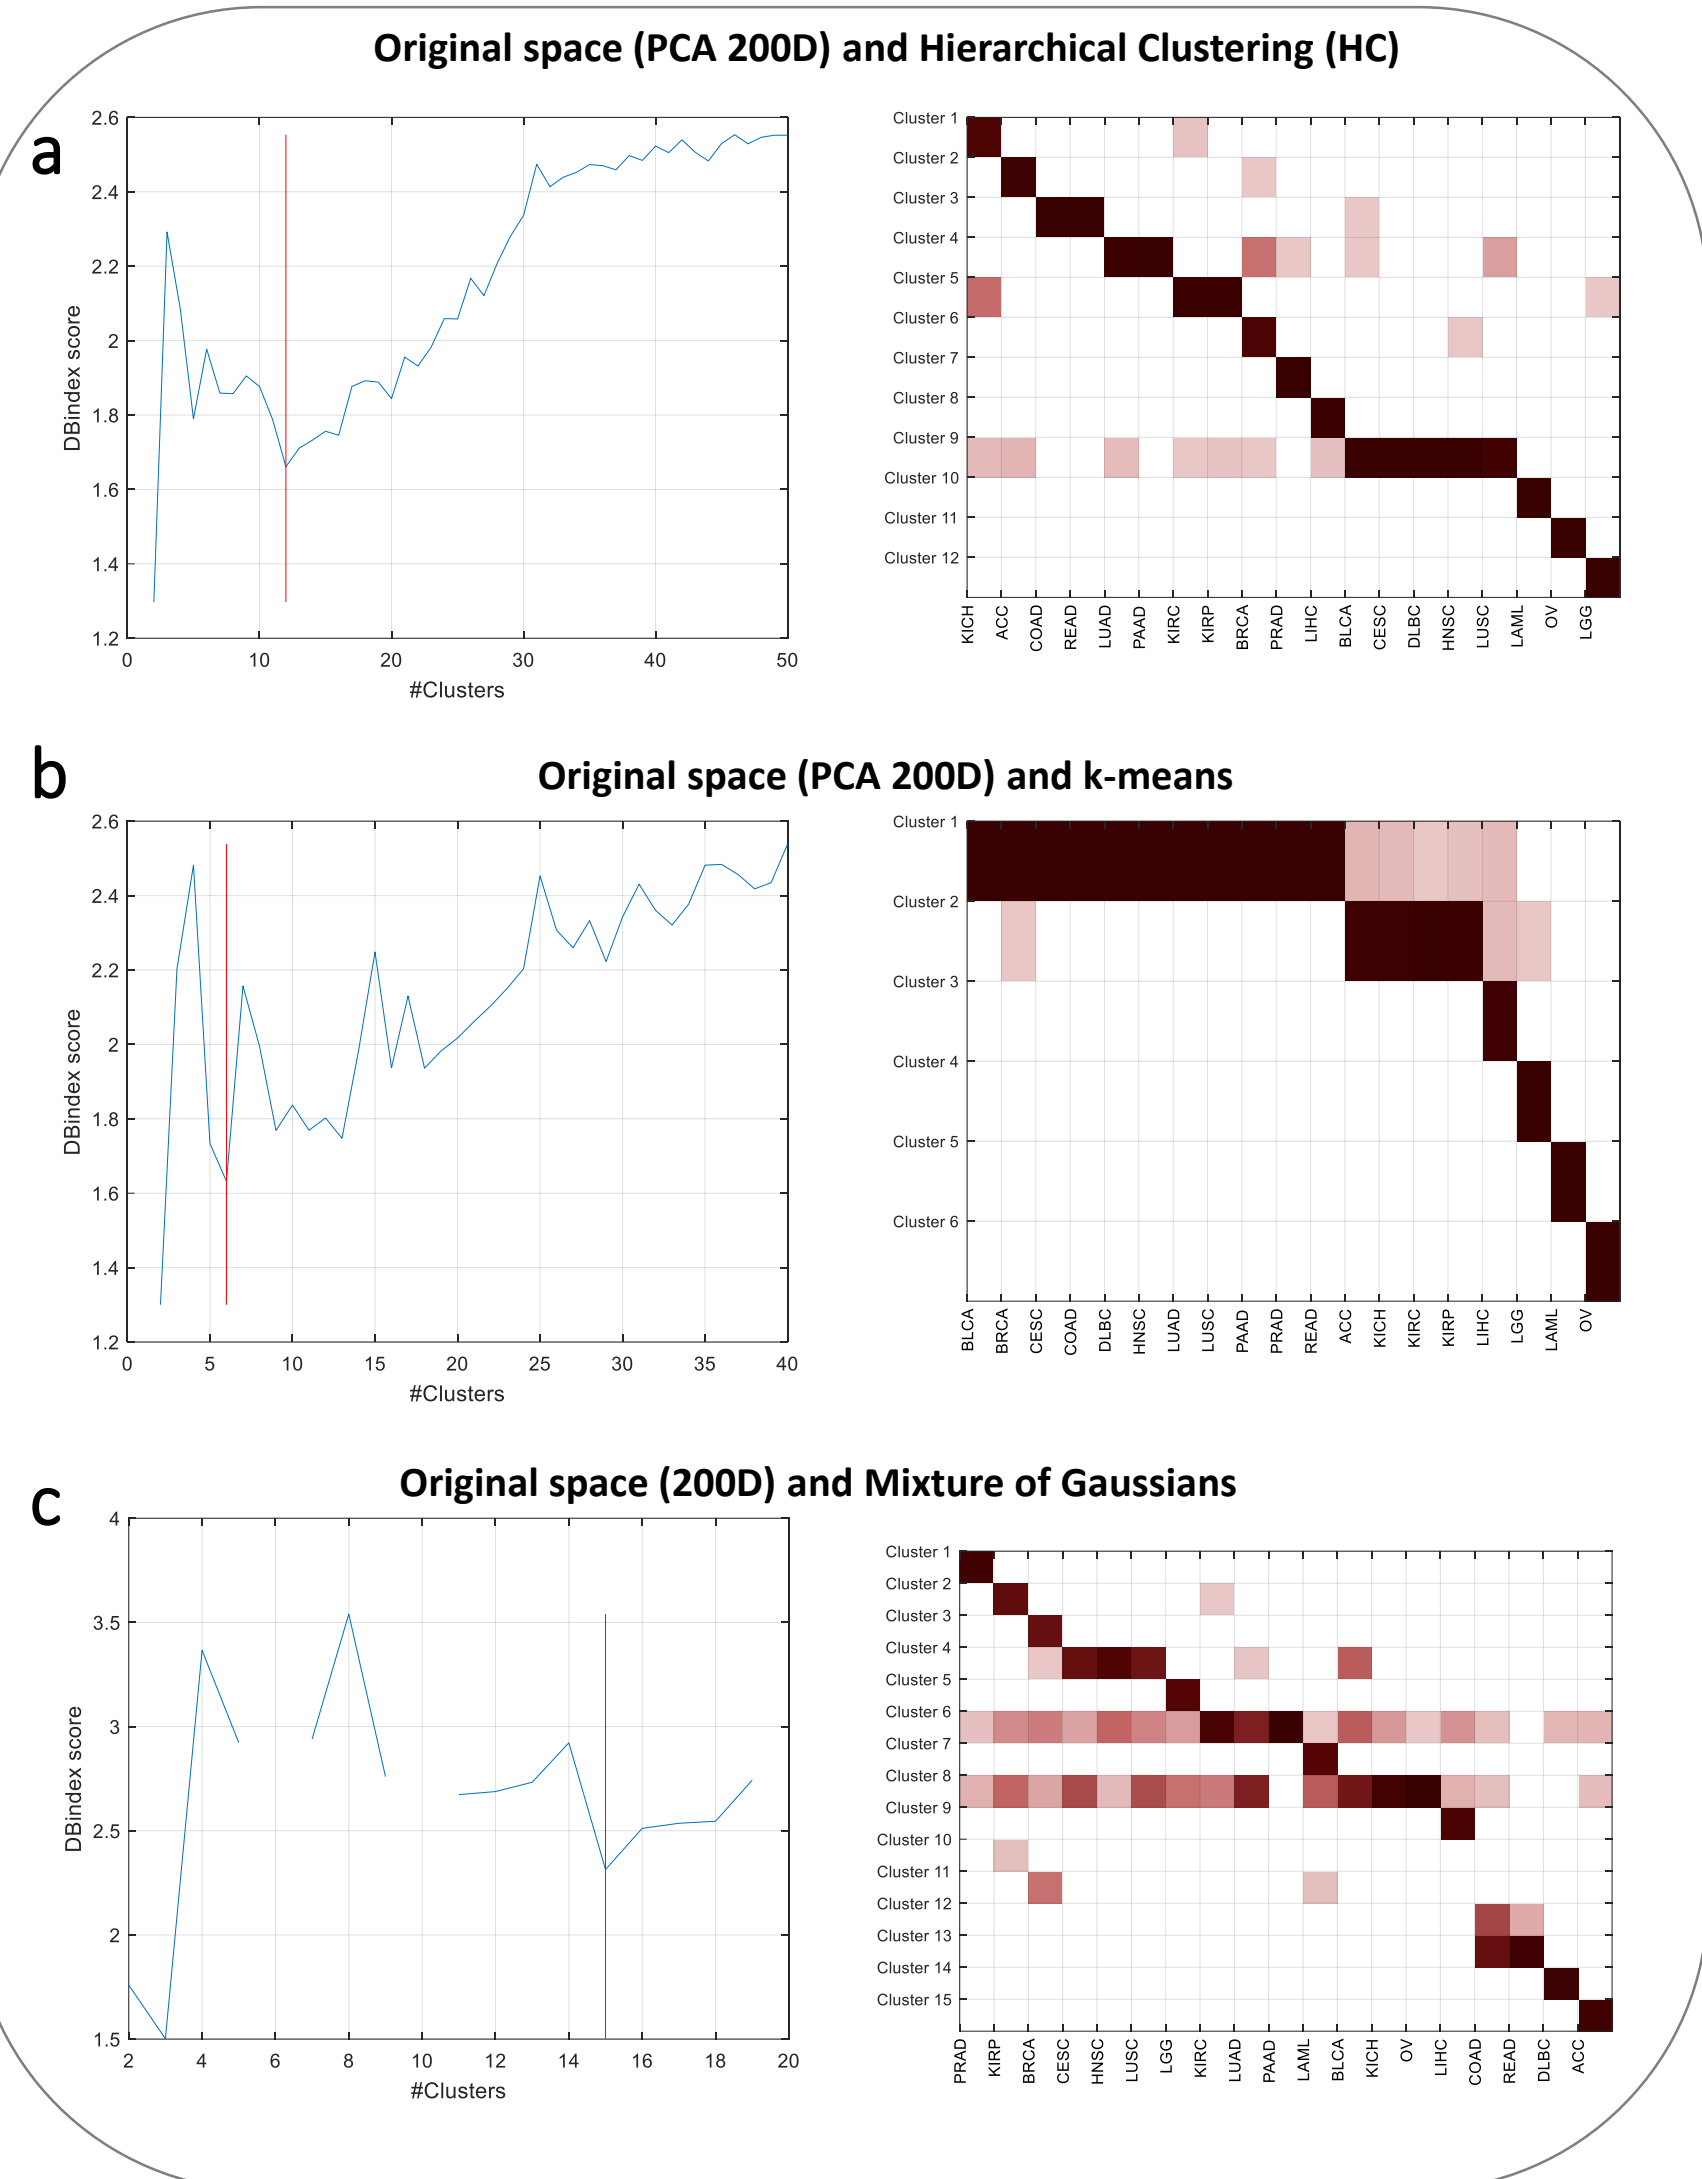 Original space (PCA 200D) and Hierarchical Clustering (HC)
a
2.6
2.4
2.2
2
1.8
1.6
1.4
1.2
DBindex score
0 10 20 30 40 50
#Clusters
Cluster 1
Cluster 2
Cluster 3
Cluster 4
Cluster 5
Cluster 6
Cluster 7
Cluster 8
Cluster 9
Cluster 10
Cluster 11
Cluster 12
KICH ACC COAD READ LUAD PAAD KIRC KIRP BRCA PRAD LIHC BLCA CESC DLBC HNSC LUSC LAML OV LGG
b
Original space (PCA 200D) and k-means
2.6
2.4
2.2
2
1.8
1.6
1.4
1.2
DBindex score
0 5 10 15 20 25 30 35 40
#Clusters
Cluster 1
Cluster 2
Cluster 3
Cluster 4
Cluster 5
Cluster 6
BLCA BRCA CESC COAD DLBC HNSC LUAD LUSC PAAD PRAD READ ACC KICH KIRC KIRP LIHC LGG LAML OV
c
Original space (200D) and Mixture of Gaussians
4
3.5
3
2.5
2
1.5
DBindex score
2 4 6 8 10 12 14 16 18 20
#Clusters
Cluster 1
Cluster 2
Cluster 3
Cluster 4
Cluster 5
Cluster 6
Cluster 7
Cluster 8
Cluster 9
Cluster 10
Cluster 11
Cluster 12
Cluster 13
Cluster 14
Cluster 15
PRAD KIRP BRCA CESC HNSC LUSC LGG KIRC LUAD PAAD LAML BLCA KICH OV LIHC COAD READ DLBC ACC